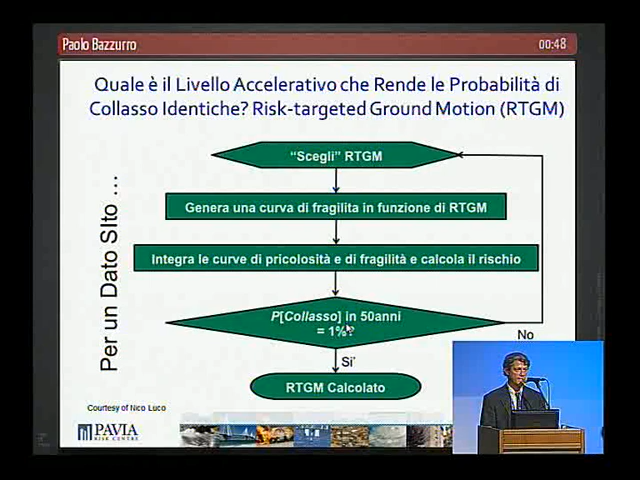 Paolo Bazzurro
00:48
Quale è il Livello Accelerativo che Rende le Probabilità di
Collasso Identiche? Risk-targeted Ground Motion (RTGM)
Per un Dato SIto ...
“Scegli” RTGM
Genera una curva di fragilita in funzione di RTGM
Integra le curve di pricolosità e di fragilità e calcola il rischio
P[Collasso] in 50anni
= 1%?
No
Si'
RTGM Calcolato
Courtesy of Nico Luco
PAVIA
RISK CENTRE